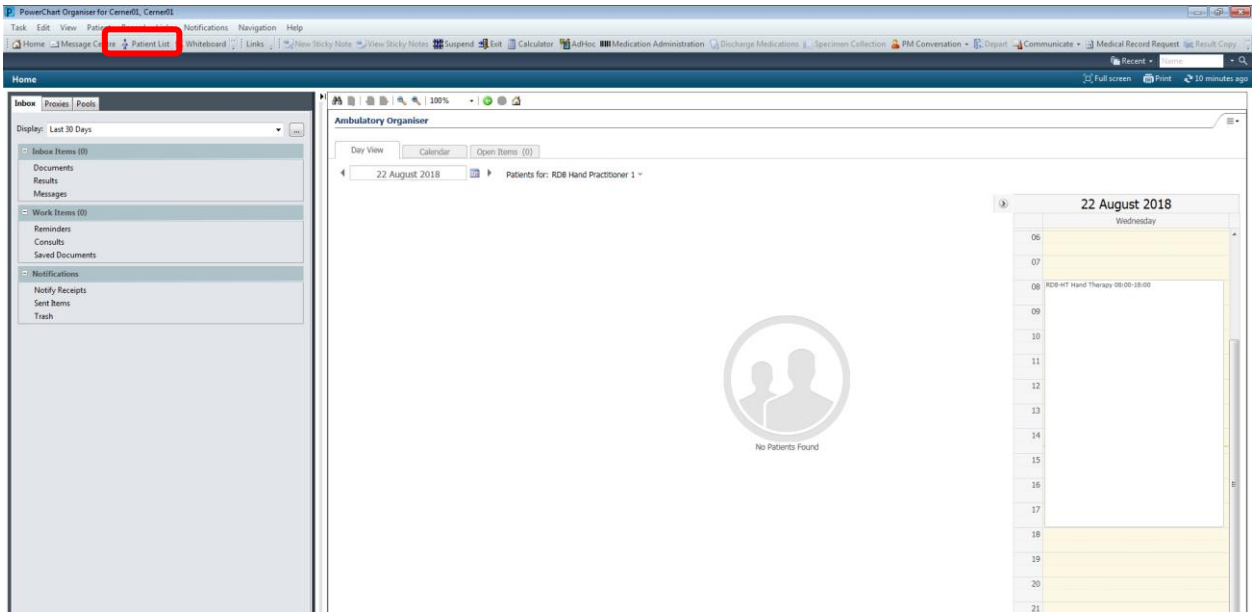 PowerChart Organiser for Cerner01, Cerner01
Task Edit View Patient Notifications Navigation Help
Home Message Centre Patient List Whiteboard Links New Sticky Note View Sticky Notes Suspend Exit Calculator AdHoc Medication Administration Discharge Medications Specimen Collection PM Conversation Depart Communicate Medical Record Request Result Copy
Recent Name
Home Full screen Print 10 minutes ago
Inbox Proxies Pools
100%
Ambulatory Organiser
Display: Last 30 Days ...
Day View Calendar Open Items (0)
Inbox Items (0)
Documents
Results
Messages
22 August 2018 Patients for: RD8 Hand Practitioner 1
Work Items (0)
Reminders
Consults
Saved Documents
Notifications
Notify Receipts
Sent Items
Trash
No Patients Found
22 August 2018
Wednesday
06
07
08 RD8-HT Hand Therapy 08:00-18:00
09
10
11
12
13
14
15
16
17
18
19
20
21